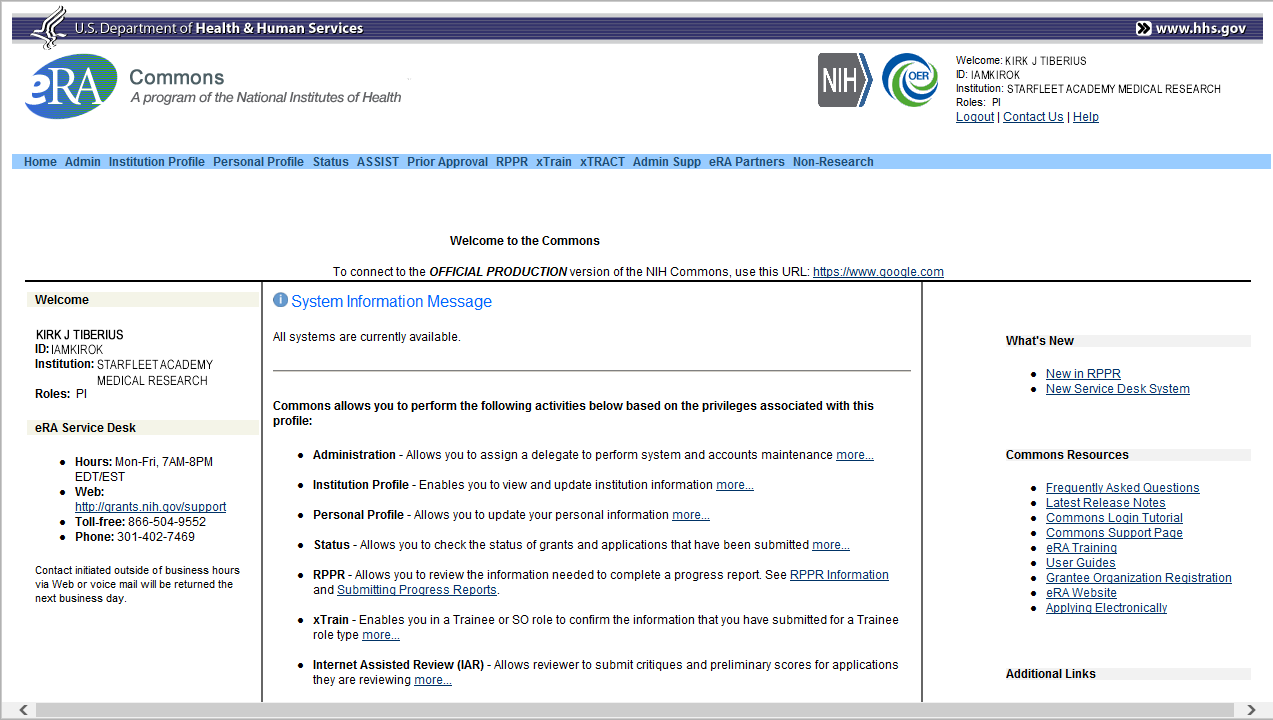 U.S. Department of Health & Human Services
www.hhs.gov
eRA
Commons
A program of the National Institutes of Health
NIH
OER
Welcome: KIRK J TIBERIUS
ID: IAMKIROK
Institution: STARFLEET ACADEMY MEDICAL RESEARCH
Roles: PI
Logout | Contact Us | Help
Home Admin Institution Profile Personal Profile Status ASSIST Prior Approval RPPR xTrain xTRACT Admin Supp eRA Partners Non-Research
Welcome to the Commons
To connect to the OFFICIAL PRODUCTION version of the NIH Commons, use this URL: https://www.google.com
Welcome
KIRK J TIBERIUS
ID: IAMKIROK
Institution: STARFLEET ACADEMY
MEDICAL RESEARCH
Roles: PI
eRA Service Desk
• Hours: Mon-Fri, 7AM-8PM
EDT/EST
• Web:
http://grants.nih.gov/support
• Toll-free: 866-504-9552
• Phone: 301-402-7469
Contact initiated outside of business hours
via Web or voice mail will be returned the
next business day.
System Information Message
All systems are currently available.
Commons allows you to perform the following activities below based on the privileges associated with this
profile:
• Administration - Allows you to assign a delegate to perform system and accounts maintenance more...
• Institution Profile - Enables you to view and update institution information more...
• Personal Profile - Allows you to update your personal information more...
• Status - Allows you to check the status of grants and applications that have been submitted more...
• RPPR - Allows you to review the information needed to complete a progress report. See RPPR Information
and Submitting Progress Reports.
• xTrain - Enables you in a Trainee or SO role to confirm the information that you have submitted for a Trainee
role type more...
• Internet Assisted Review (IAR) - Allows reviewer to submit critiques and preliminary scores for applications
they are reviewing more...
What's New
• New in RPPR
• New Service Desk System
Commons Resources
• Frequently Asked Questions
• Latest Release Notes
• Commons Login Tutorial
• Commons Support Page
• eRA Training
• User Guides
• Grantee Organization Registration
• eRA Website
• Applying Electronically
Additional Links